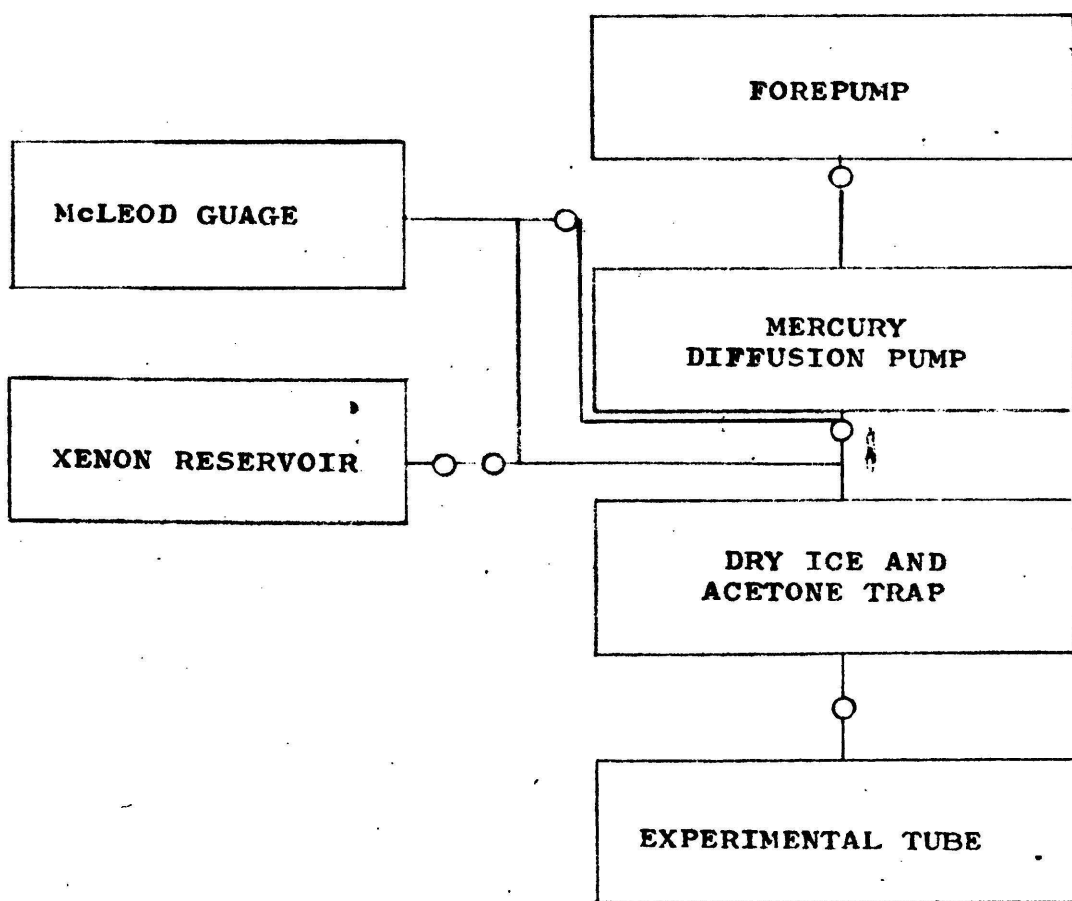 FOREPUMP
McLEOD GUAGE
MERCURY
DIFFUSION PUMP
XENON RESERVOIR
DRY ICE AND
ACETONE TRAP
EXPERIMENTAL TUBE